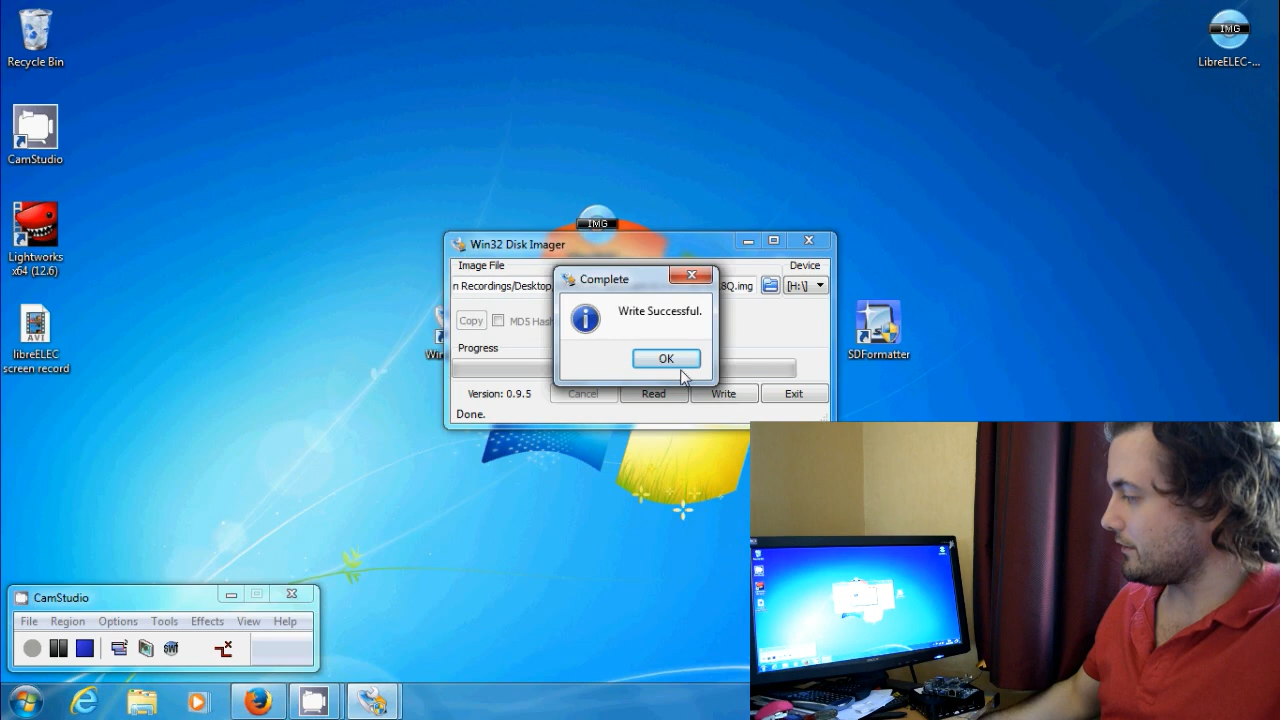 Recycle Bin
CamStudio
Lightworks
x64 (12.6)
AVI
libreELEC
screen record
IMG
LibreELEC-...
IMG
Win32 Disk Imager
Image File
Device
n Recordings/Desktop
8Q.img
[H:\]
Copy
MD5 Hash
Progress
Version: 0.9.5
Cancel
Read
Write
Exit
Done.
Complete
Write Successful.
OK
Win
SDFormatter
CamStudio
File Region Options Tools Effects View Help
SWF